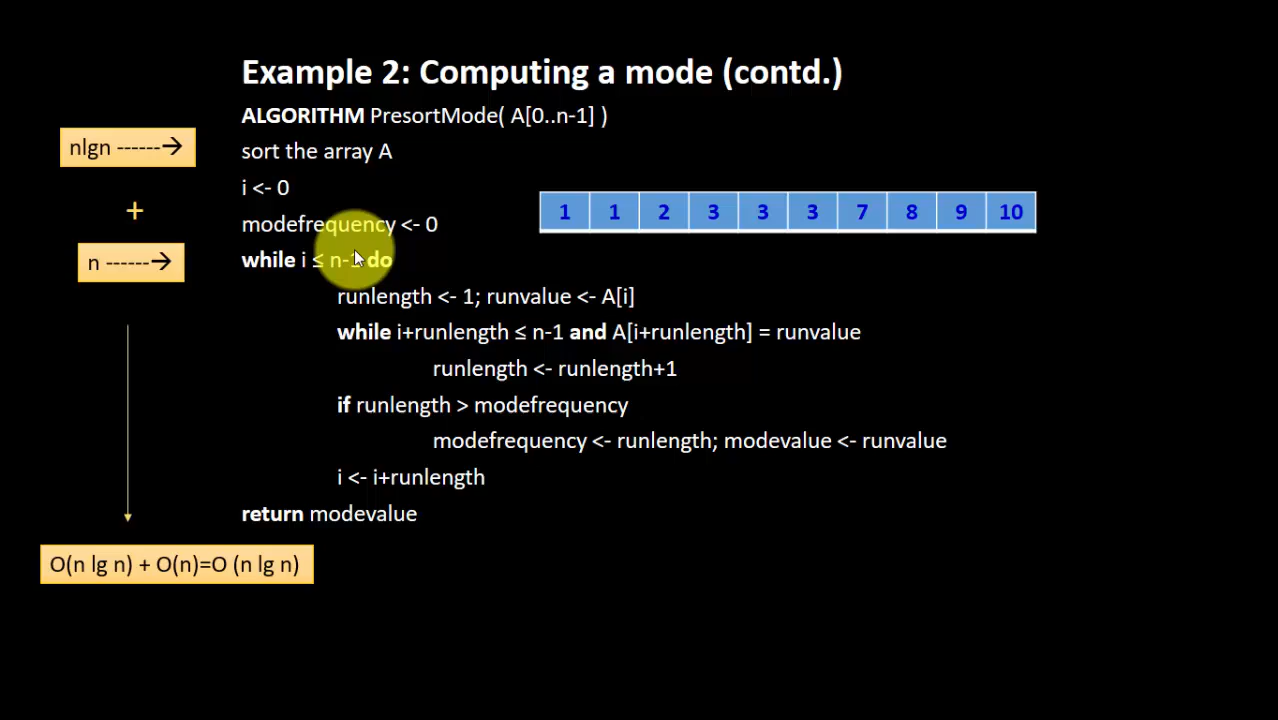 Example 2: Computing a mode (contd.)
ALGORITHM PresortMode( A[0..n-1] )
nlgn ------→
sort the array A
i <- 0
+
1 1 2 3 3 3 7 8 9 10
modefrequency <- 0
n ------→
while i ≤ n-1 do
runlength <- 1; runvalue <- A[i]
while i+runlength ≤ n-1 and A[i+runlength] = runvalue
runlength <- runlength+1
if runlength > modefrequency
modefrequency <- runlength; modevalue <- runvalue
i <- i+runlength
return modevalue
O(n lg n) + O(n)=O (n lg n)